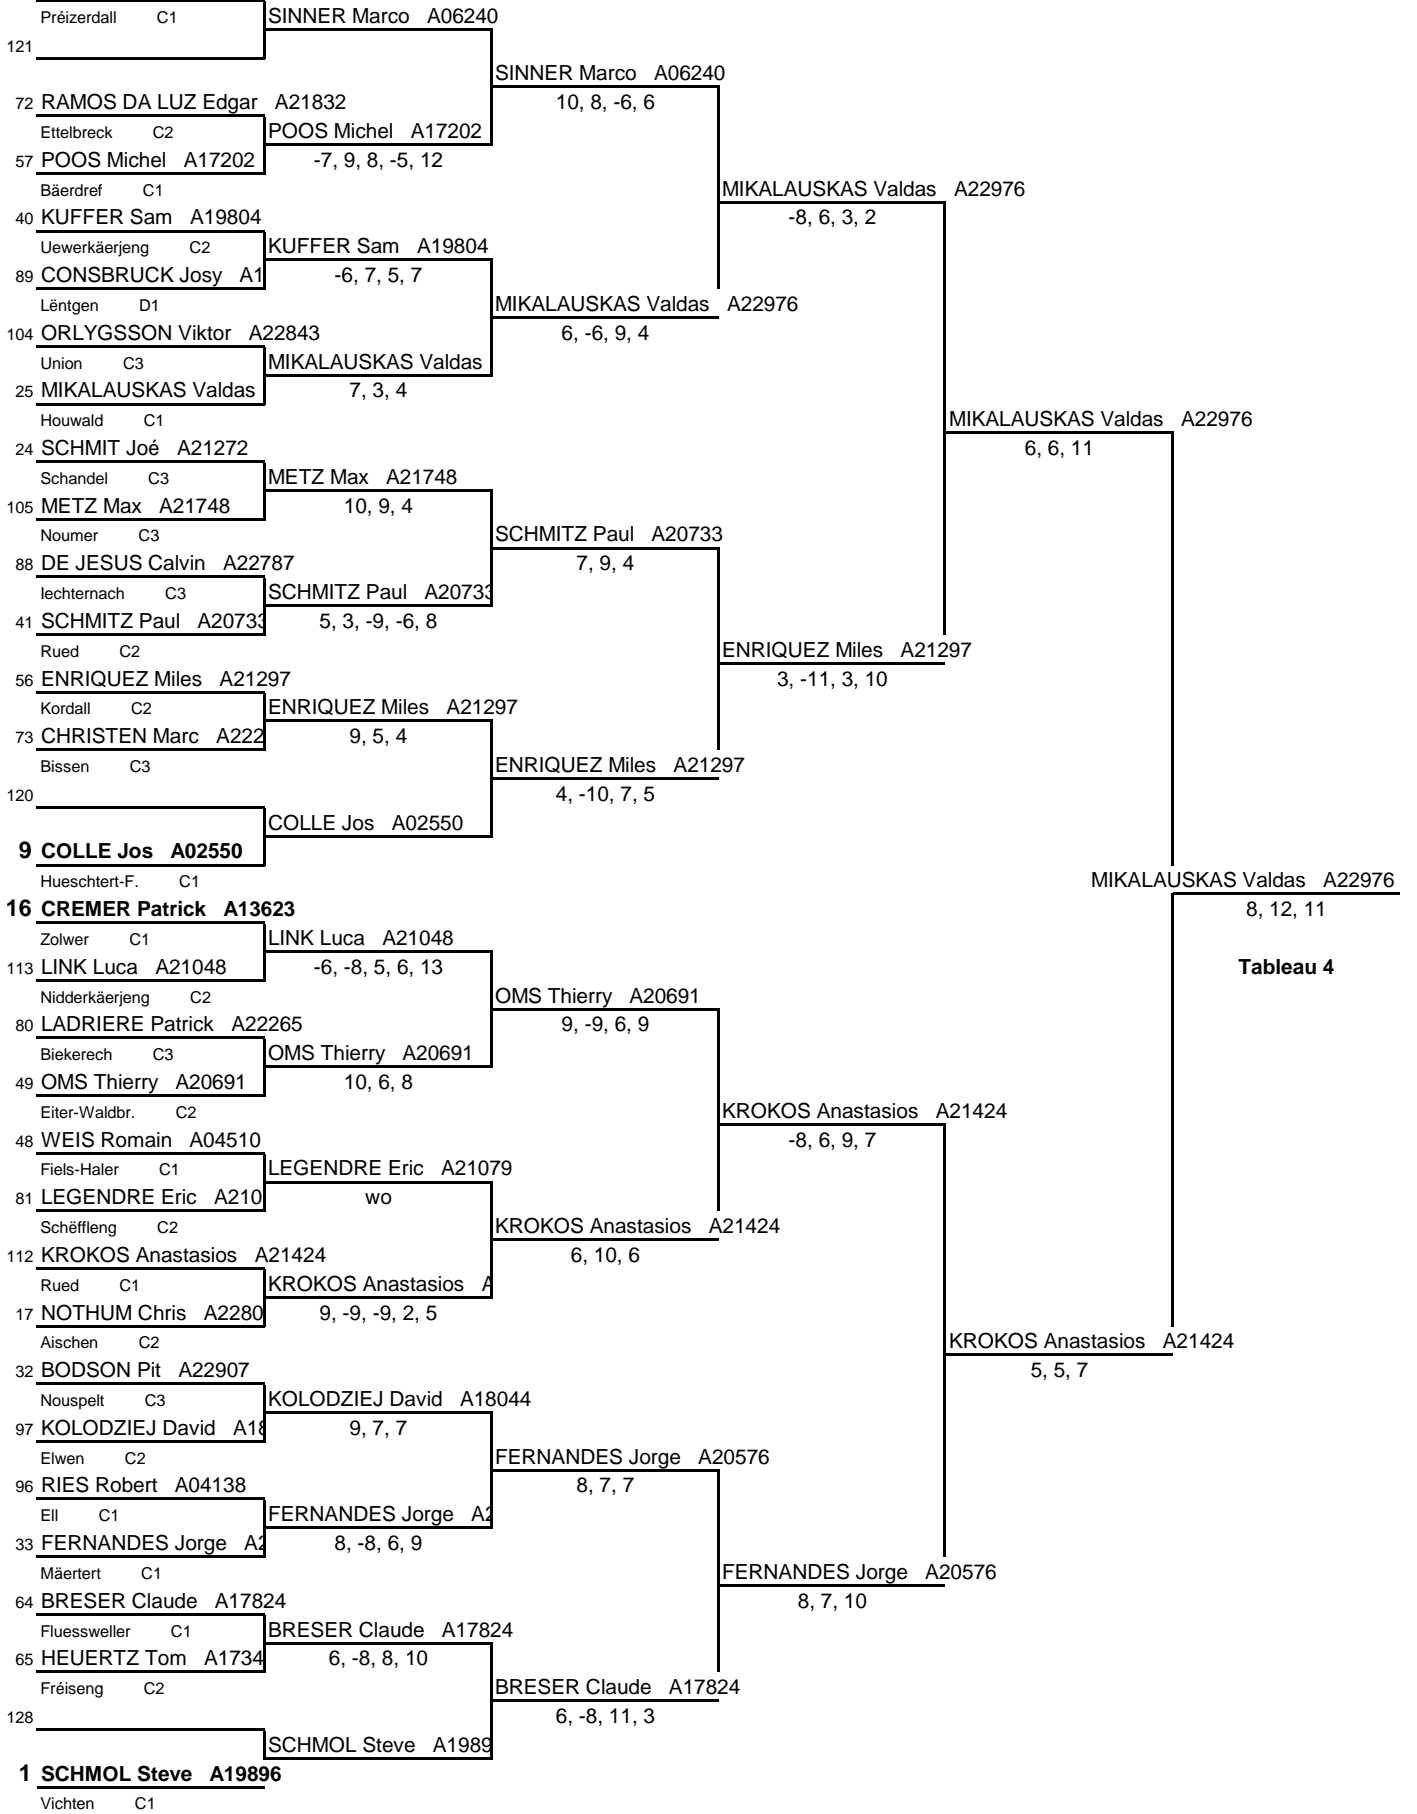 Préizerdall C1 SINNER Marco A06240
121
SINNER Marco A06240
72 RAMOS DA LUZ Edgar A21832 10, 8, -6, 6
Ettelbreck C2 POOS Michel A17202
57 POOS Michel A17202 -7, 9, 8, -5, 12
Bäerdref C1 MIKALAUSKAS Valdas A22976
40 KUFFER Sam A19804 -8, 6, 3, 2
Uewerkäerjeng C2 KUFFER Sam A19804
89 CONSBRUCK Josy A1 -6, 7, 5, 7
Lëntgen D1 MIKALAUSKAS Valdas A22976
104 ORLYGSSON Viktor A22843 6, -6, 9, 4
Union C3 MIKALAUSKAS Valdas
25 MIKALAUSKAS Valdas 7, 3, 4
Houwald C1 MIKALAUSKAS Valdas A22976
24 SCHMIT Joé A21272 6, 6, 11
Schandel C3 METZ Max A21748
105 METZ Max A21748 10, 9, 4
Noumer C3 SCHMITZ Paul A20733
88 DE JESUS Calvin A22787 7, 9, 4
Iechternach C3 SCHMITZ Paul A20733
41 SCHMITZ Paul A20733 5, 3, -9, -6, 8
Rued C2 ENRIQUEZ Miles A21297
56 ENRIQUEZ Miles A21297 3, -11, 3, 10
Kordall C2 ENRIQUEZ Miles A21297
73 CHRISTEN Marc A222 9, 5, 4
Bissen C3 ENRIQUEZ Miles A21297
120 4, -10, 7, 5
COLLE Jos A02550
9 COLLE Jos A02550
Hueschtert-F. C1 MIKALAUSKAS Valdas A22976
16 CREMER Patrick A13623 8, 12, 11
Zolwer C1 LINK Luca A21048
113 LINK Luca A21048 -6, -8, 5, 6, 13 Tableau 4
Nidderkäerjeng C2 OMS Thierry A20691
80 LADRIERE Patrick A22265 9, -9, 6, 9
Biekerech C3 OMS Thierry A20691
49 OMS Thierry A20691 10, 6, 8
Eiter-Waldbr. C2 KROKOS Anastasios A21424
48 WEIS Romain A04510 -8, 6, 9, 7
Fiels-Haler C1 LEGENDRE Eric A21079
81 LEGENDRE Eric A210 wo
Schëffleng C2 KROKOS Anastasios A21424
112 KROKOS Anastasios A21424 6, 10, 6
Rued C1 KROKOS Anastasios A
17 NOTHUM Chris A2280 9, -9, -9, 2, 5
Aischen C2 KROKOS Anastasios A21424
32 BODSON Pit A22907 5, 5, 7
Nouspelt C3 KOLODZIEJ David A18044
97 KOLODZIEJ David A18 9, 7, 7
Elwen C2 FERNANDES Jorge A20576
96 RIES Robert A04138 8, 7, 7
Ell C1 FERNANDES Jorge A2
33 FERNANDES Jorge A2 8, -8, 6, 9
Mäertert C1 FERNANDES Jorge A20576
64 BRESER Claude A17824 8, 7, 10
Fluessweller C1 BRESER Claude A17824
65 HEUERTZ Tom A1734 6, -8, 8, 10
Fréiseng C2 BRESER Claude A17824
128 6, -8, 11, 3
SCHMOL Steve A1989
1 SCHMOL Steve A19896
Vichten C1